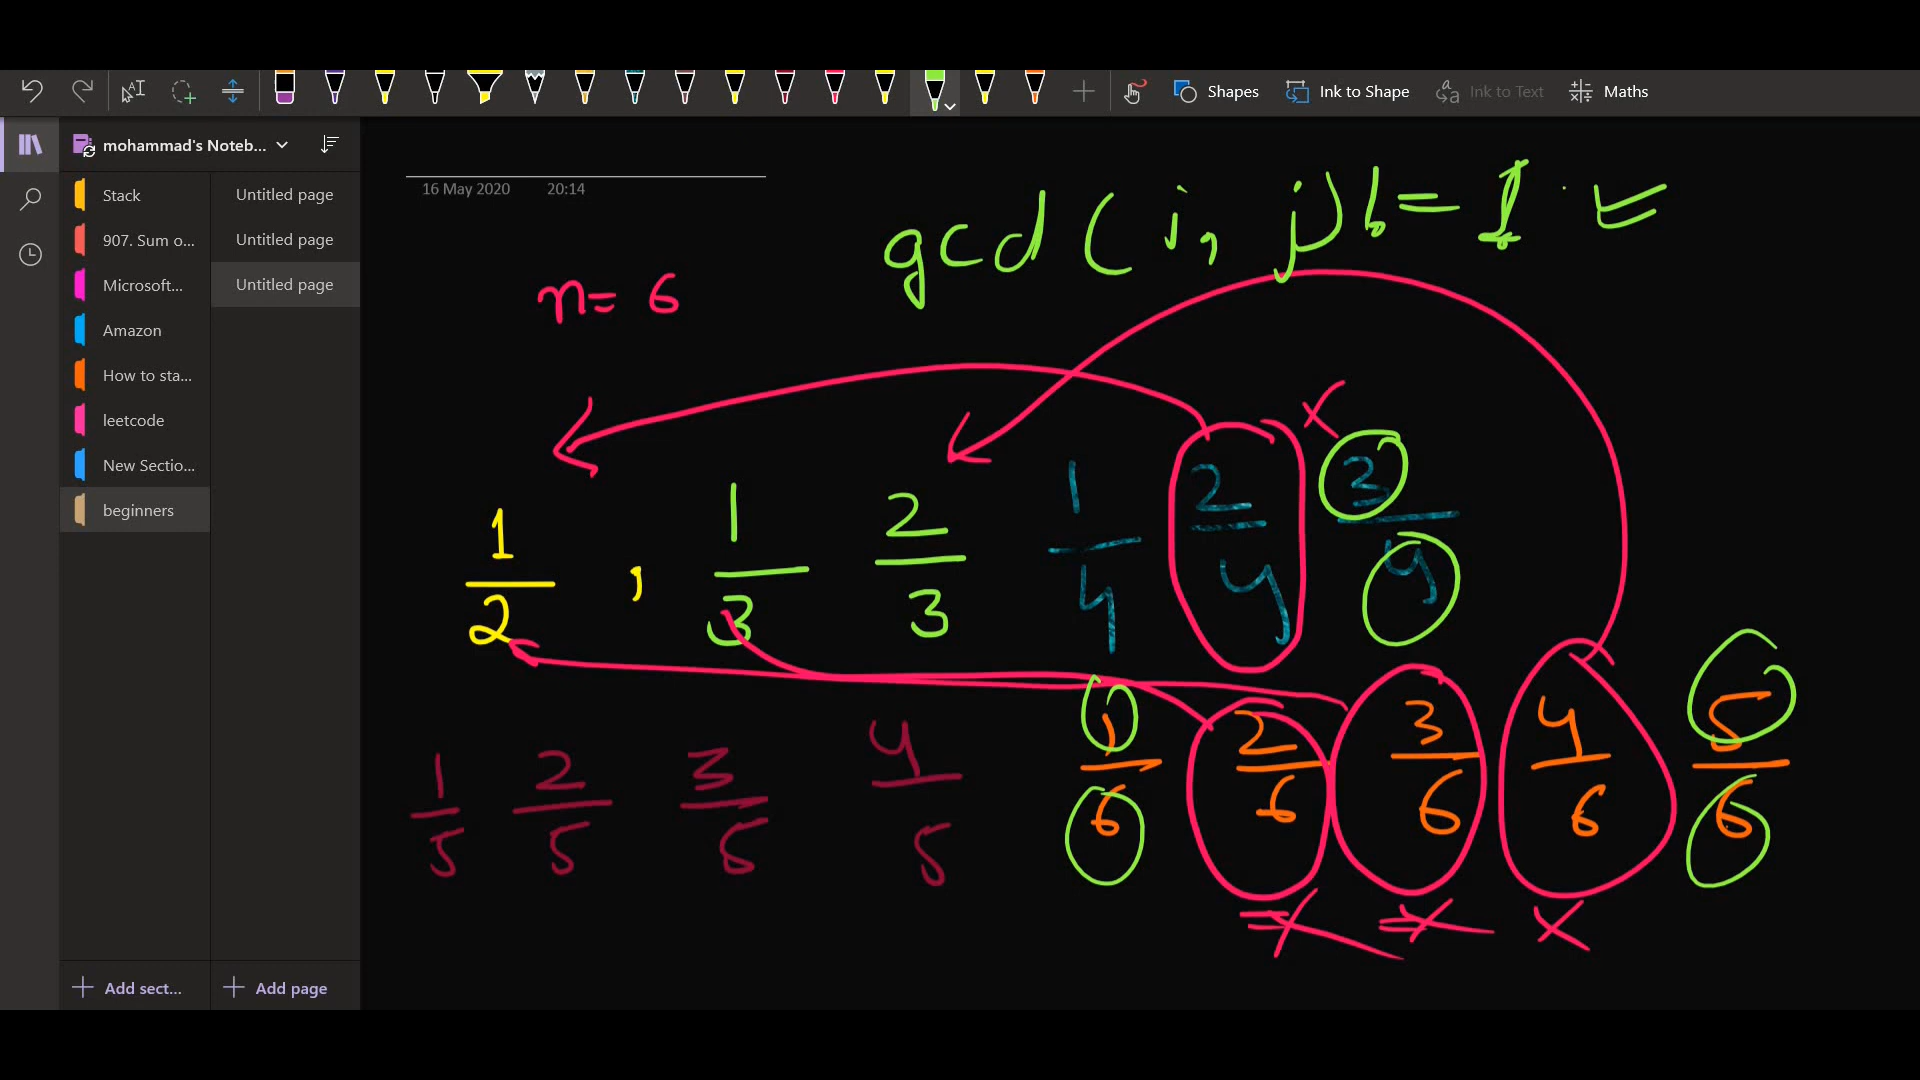 Shapes Ink to Shape Ink to Text Maths
mohammad's Noteb...
Stack
907. Sum o...
Microsoft...
Amazon
How to sta...
leetcode
New Sectio...
beginners
Untitled page
Untitled page
Untitled page
Add sect...
Add page
16 May 2020 20:14
gcd(i, j) == 1
n = 6
1/2 , 1/3 2/3 1/4 2/4 3/4
1/5 2/5 3/5 4/5 1/6 2/6 3/6 4/6 5/6